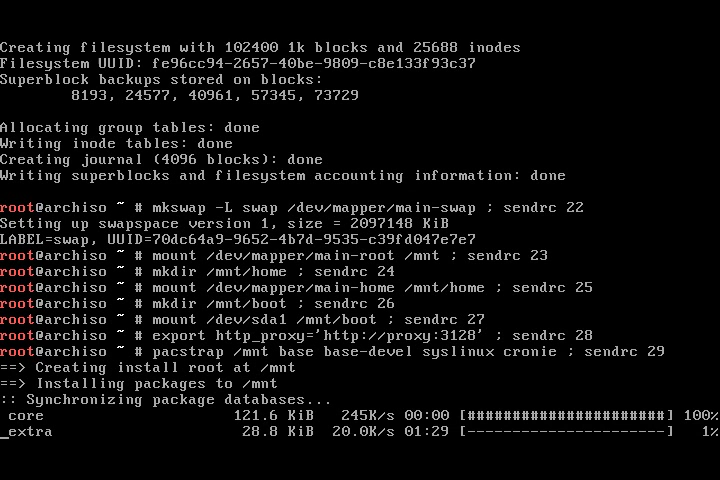 Creating filesystem with 102400 1k blocks and 25688 inodes
Filesystem UUID: fe96cc94-2657-40be-9809-c8e133f93c37
Superblock backups stored on blocks:
        8193, 24577, 40961, 57345, 73729

Allocating group tables: done
Writing inode tables: done
Creating journal (4096 blocks): done
Writing superblocks and filesystem accounting information: done

root@archiso ~ # mkswap -L swap /dev/mapper/main-swap ; sendrc 22
Setting up swapspace version 1, size = 2097148 KiB
LABEL=swap, UUID=70dc64a9-9652-4b7d-9535-c39fd047e7e7
root@archiso ~ # mount /dev/mapper/main-root /mnt ; sendrc 23
root@archiso ~ # mkdir /mnt/home ; sendrc 24
root@archiso ~ # mount /dev/mapper/main-home /mnt/home ; sendrc 25
root@archiso ~ # mkdir /mnt/boot ; sendrc 26
root@archiso ~ # mount /dev/sda1 /mnt/boot ; sendrc 27
root@archiso ~ # export http_proxy='http://proxy:3128' ; sendrc 28
root@archiso ~ # pacstrap /mnt base base-devel syslinux cronie ; sendrc 29
==> Creating install root at /mnt
==> Installing packages to /mnt
:: Synchronizing package databases...
 core                        121.6 KiB   245K/s 00:00 [######################] 100%
_extra                        28.8 KiB  20.0K/s 01:29 [----------------------]   1%